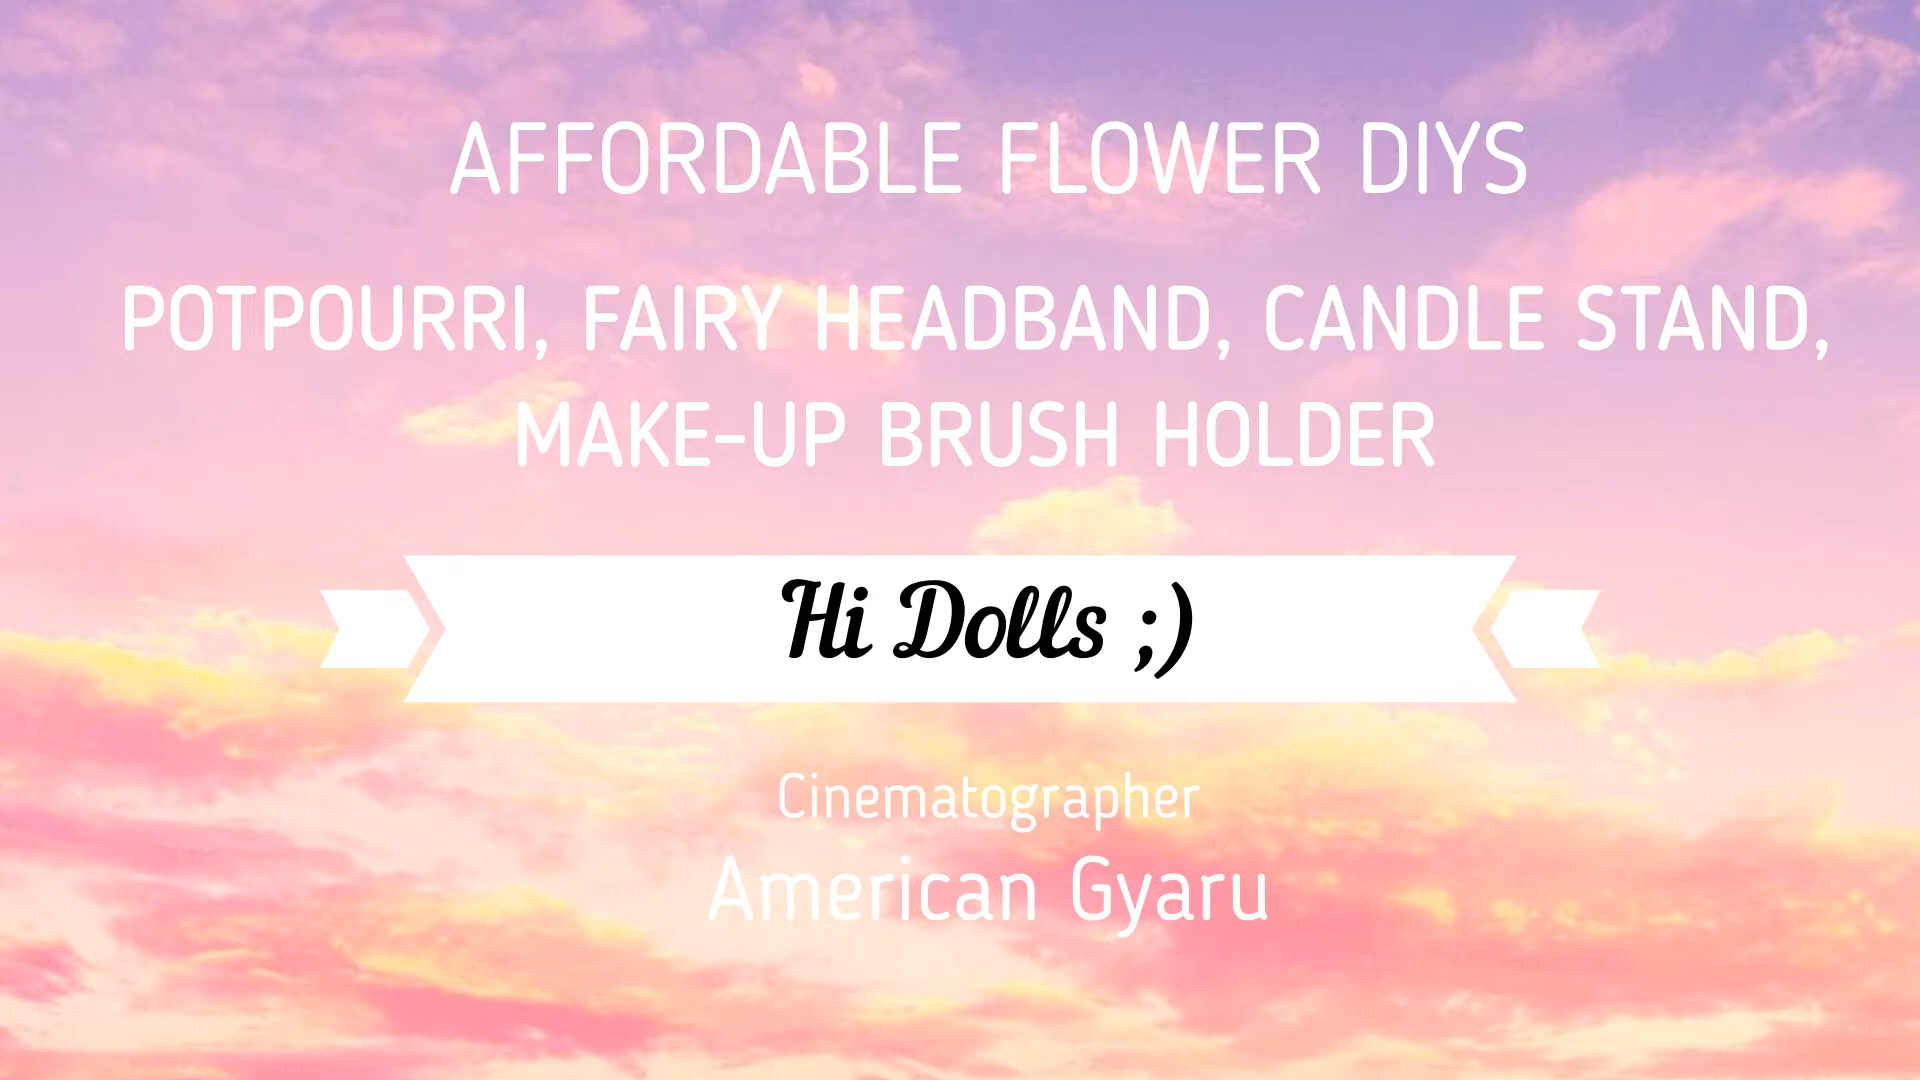 AFFORDABLE FLOWER DIYS
POTPOURRI, FAIRY HEADBAND, CANDLE STAND,
MAKE-UP BRUSH HOLDER
Hi Dolls ;)
Cinematographer
American Gyaru